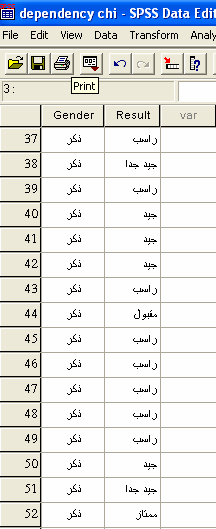 dependency chi - SPSS Data Edit
File Edit View Data Transform Analy
3 :
Print
Gender Result var
37 ذكر راسب
38 ذكر جيد جدا
39 ذكر راسب
40 ذكر جيد
41 ذكر جيد
42 ذكر جيد
43 ذكر راسب
44 ذكر مقبول
45 ذكر راسب
46 ذكر راسب
47 ذكر راسب
48 ذكر راسب
49 ذكر راسب
50 ذكر جيد
51 ذكر جيد جدا
52 ذكر ممتاز